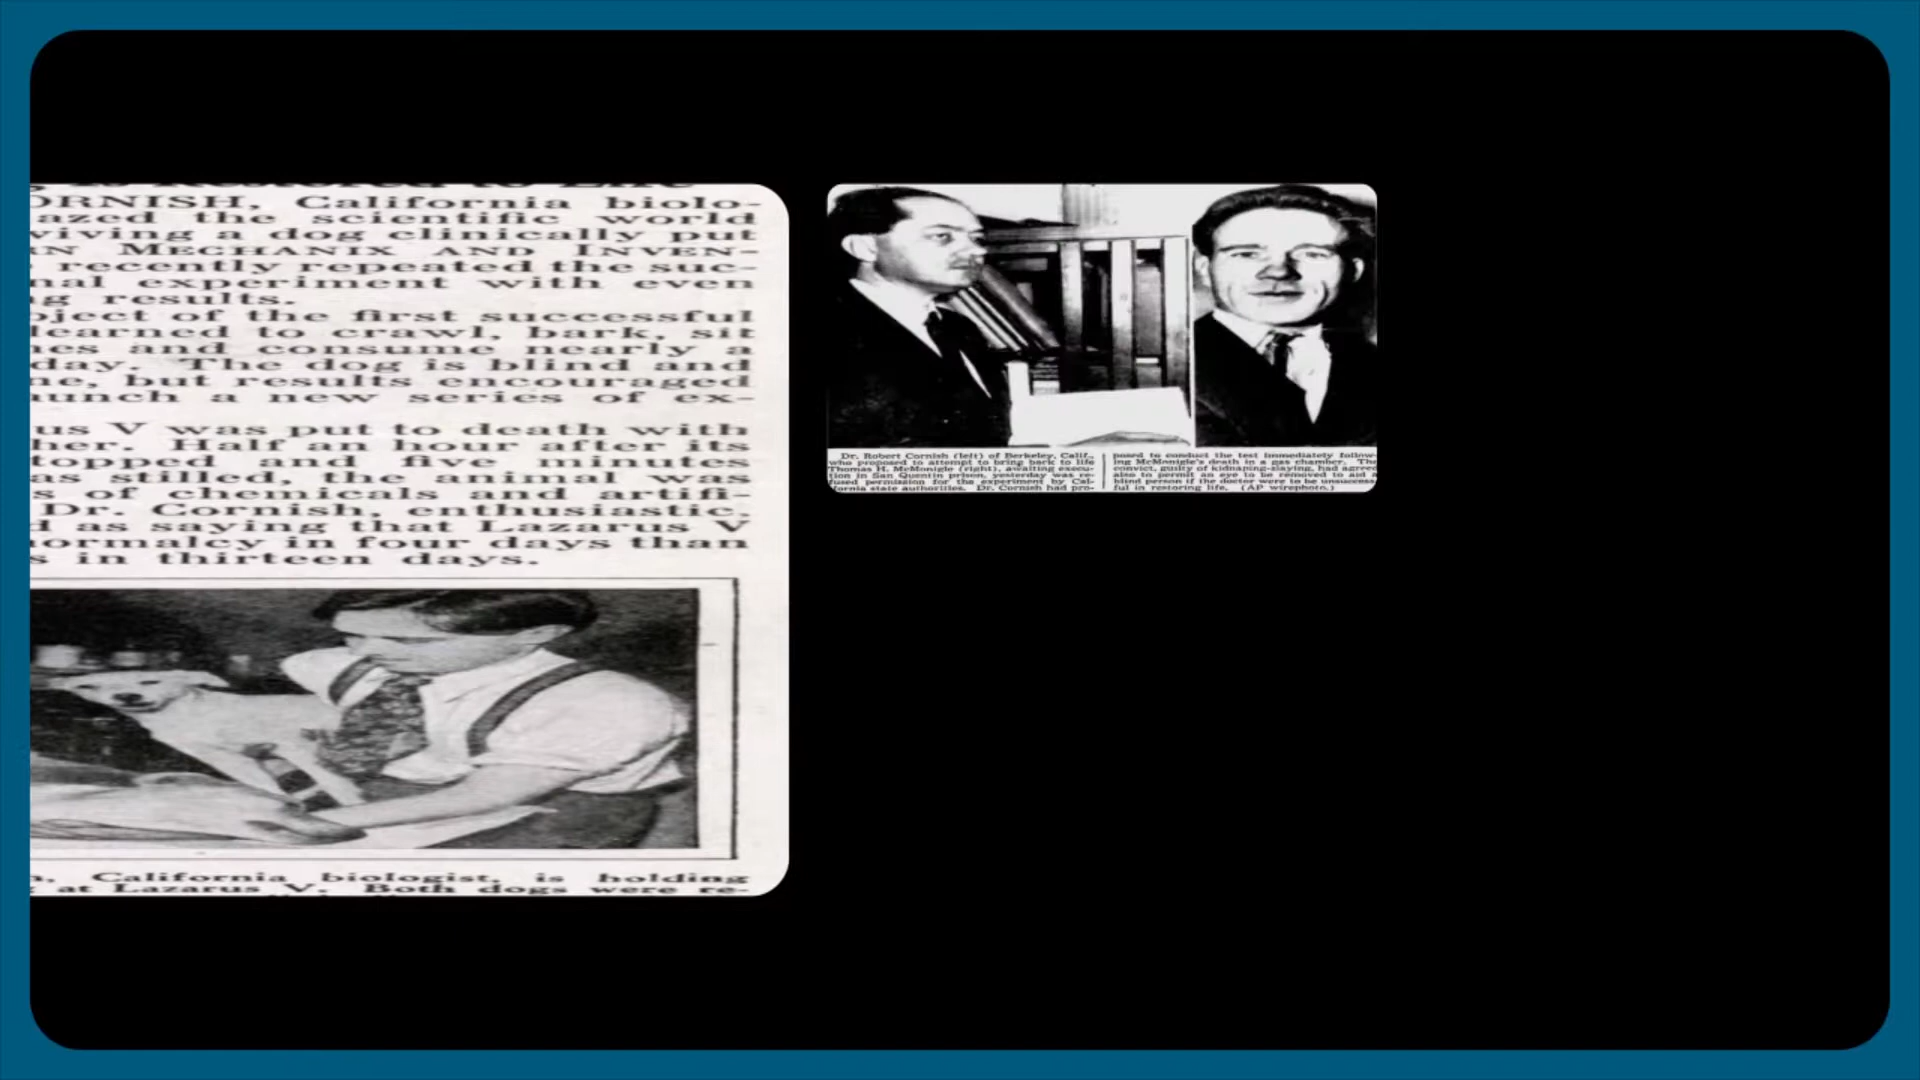 is Restored to Life
ORNISH, California biolo-
azed the scientific world
viving a dog clinically put
N MECHANIX AND INVEN-
recently repeated the suc-
nal experiment with even
g results.
bject of the first successful
learned to crawl, bark, sit
hes and consume nearly a
day. The dog is blind and
ne, but results encouraged
aunch a new series of ex-
us V was put to death with
her. Half an hour after its
topped and five minutes
as stilled, the animal was
s of chemicals and artifi-
Dr. Cornish, enthusiastic,
d as saying that Lazarus V
ormalcy in four days than
s in thirteen days.
, California biologist, is holding
at Lazarus V. Both dogs were re-
Dr. Robert Cornish (left) of Berkeley, Calif.,
who proposed to attempt to bring back to life
Thomas H. McMonigle (right), awaiting execu-
tion in San Quentin prison, yesterday was re-
fused permission for the experiment by Cal-
ifornia state authorities. Dr. Cornish had pro-
posed to conduct the test immediately follow-
ing McMonigle's death in a gas chamber. The
convict, guilty of kidnaping-slaying, had agreed
also to permit an eye to be removed to aid a
blind person if the doctor were to be unsuccess
ful in restoring life. (AP wirephoto.)